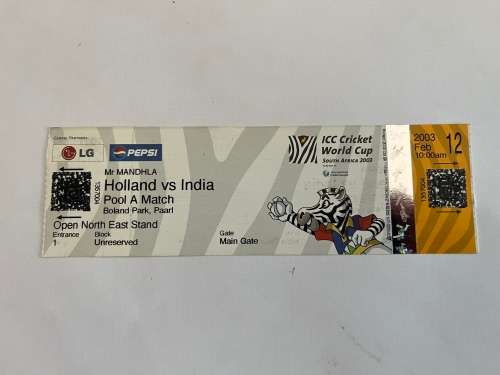 LG
PEPSI
Mr MANDHLA
Holland vs India
Pool A Match
Boland Park, Paarl
Open North East Stand
Entrance Block Gate
1 Unreserved Main Gate
ICC Cricket
World Cup
SOUTH AFRICA 2003
2003
Feb 12
10:00am